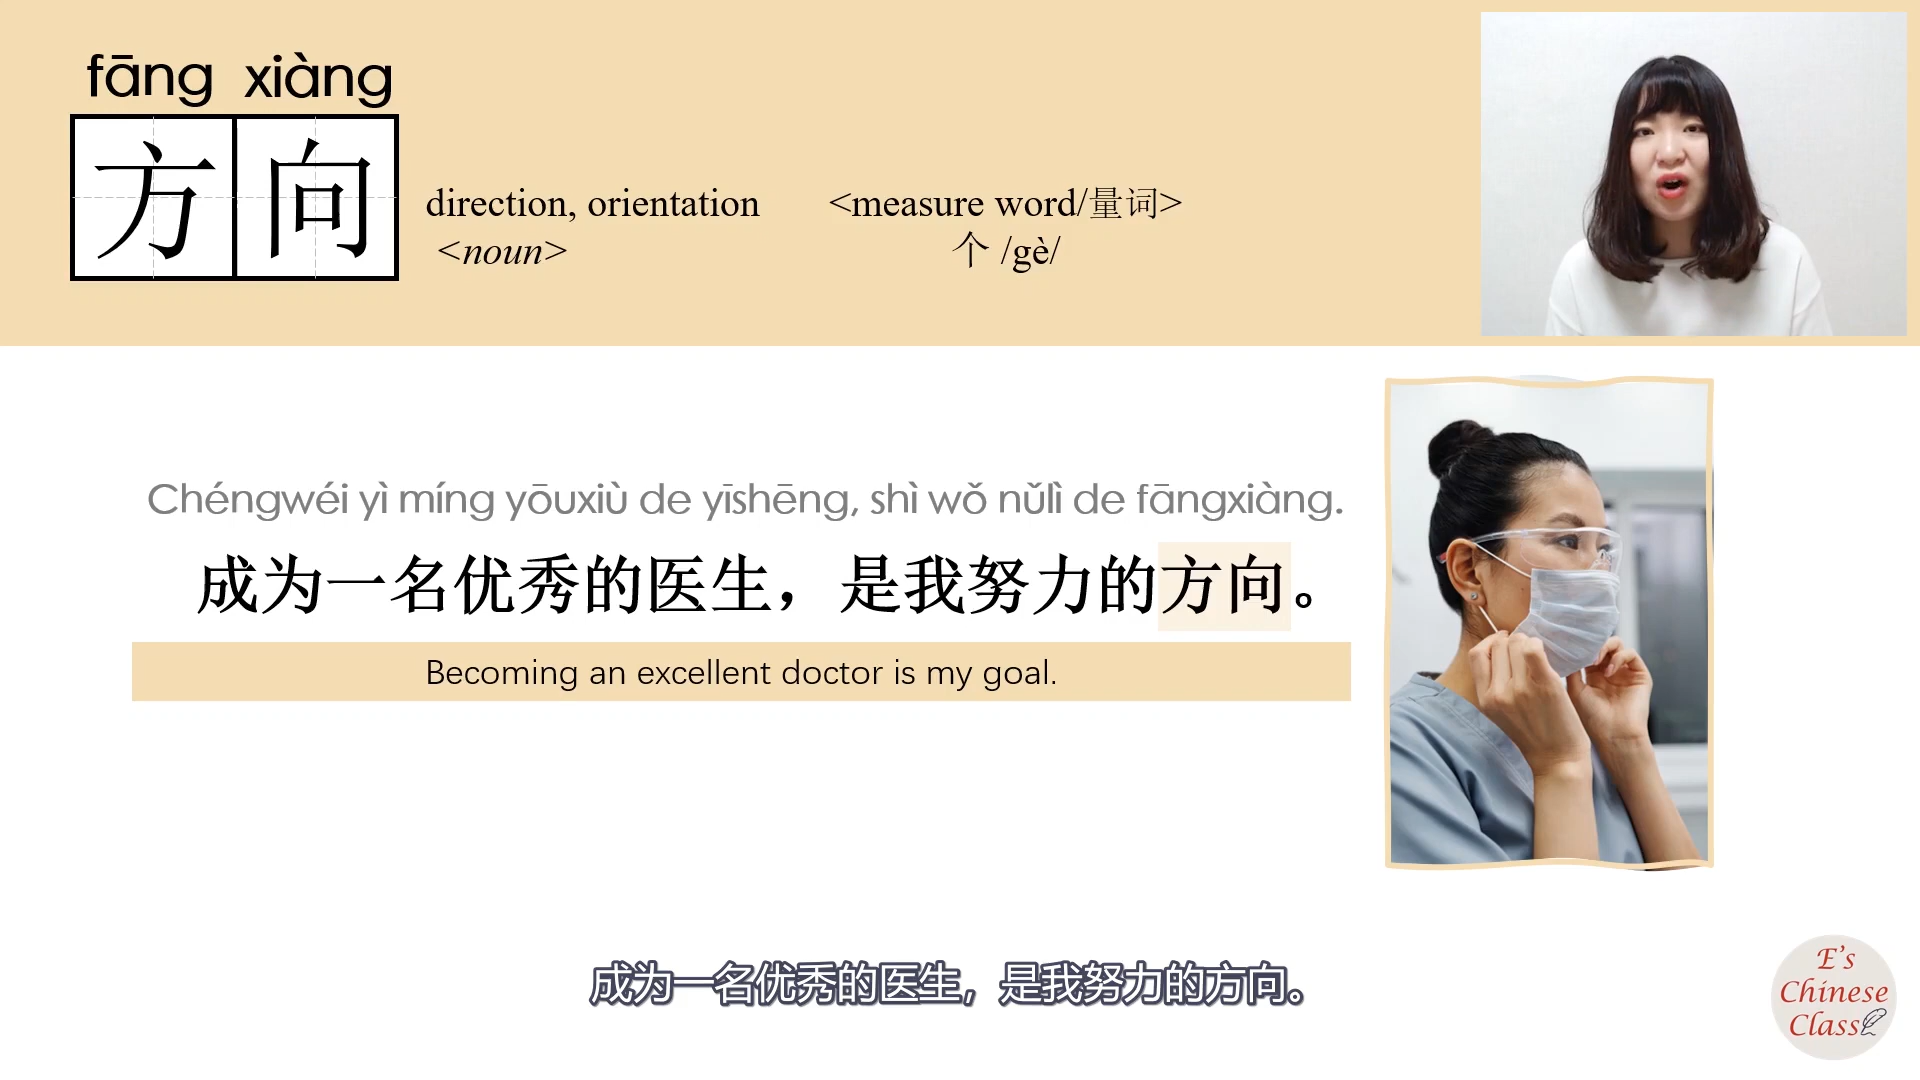 fāng xiàng
方向
direction, orientation
<noun>
<measure word/量词>
个 /gè/
Chéngwéi yì míng yōuxiù de yīshēng, shì wǒ nǔlì de fāngxiàng.
成为一名优秀的医生，是我努力的方向。
Becoming an excellent doctor is my goal.
成为一名优秀的医生，是我努力的方向。
E's
Chinese
Class